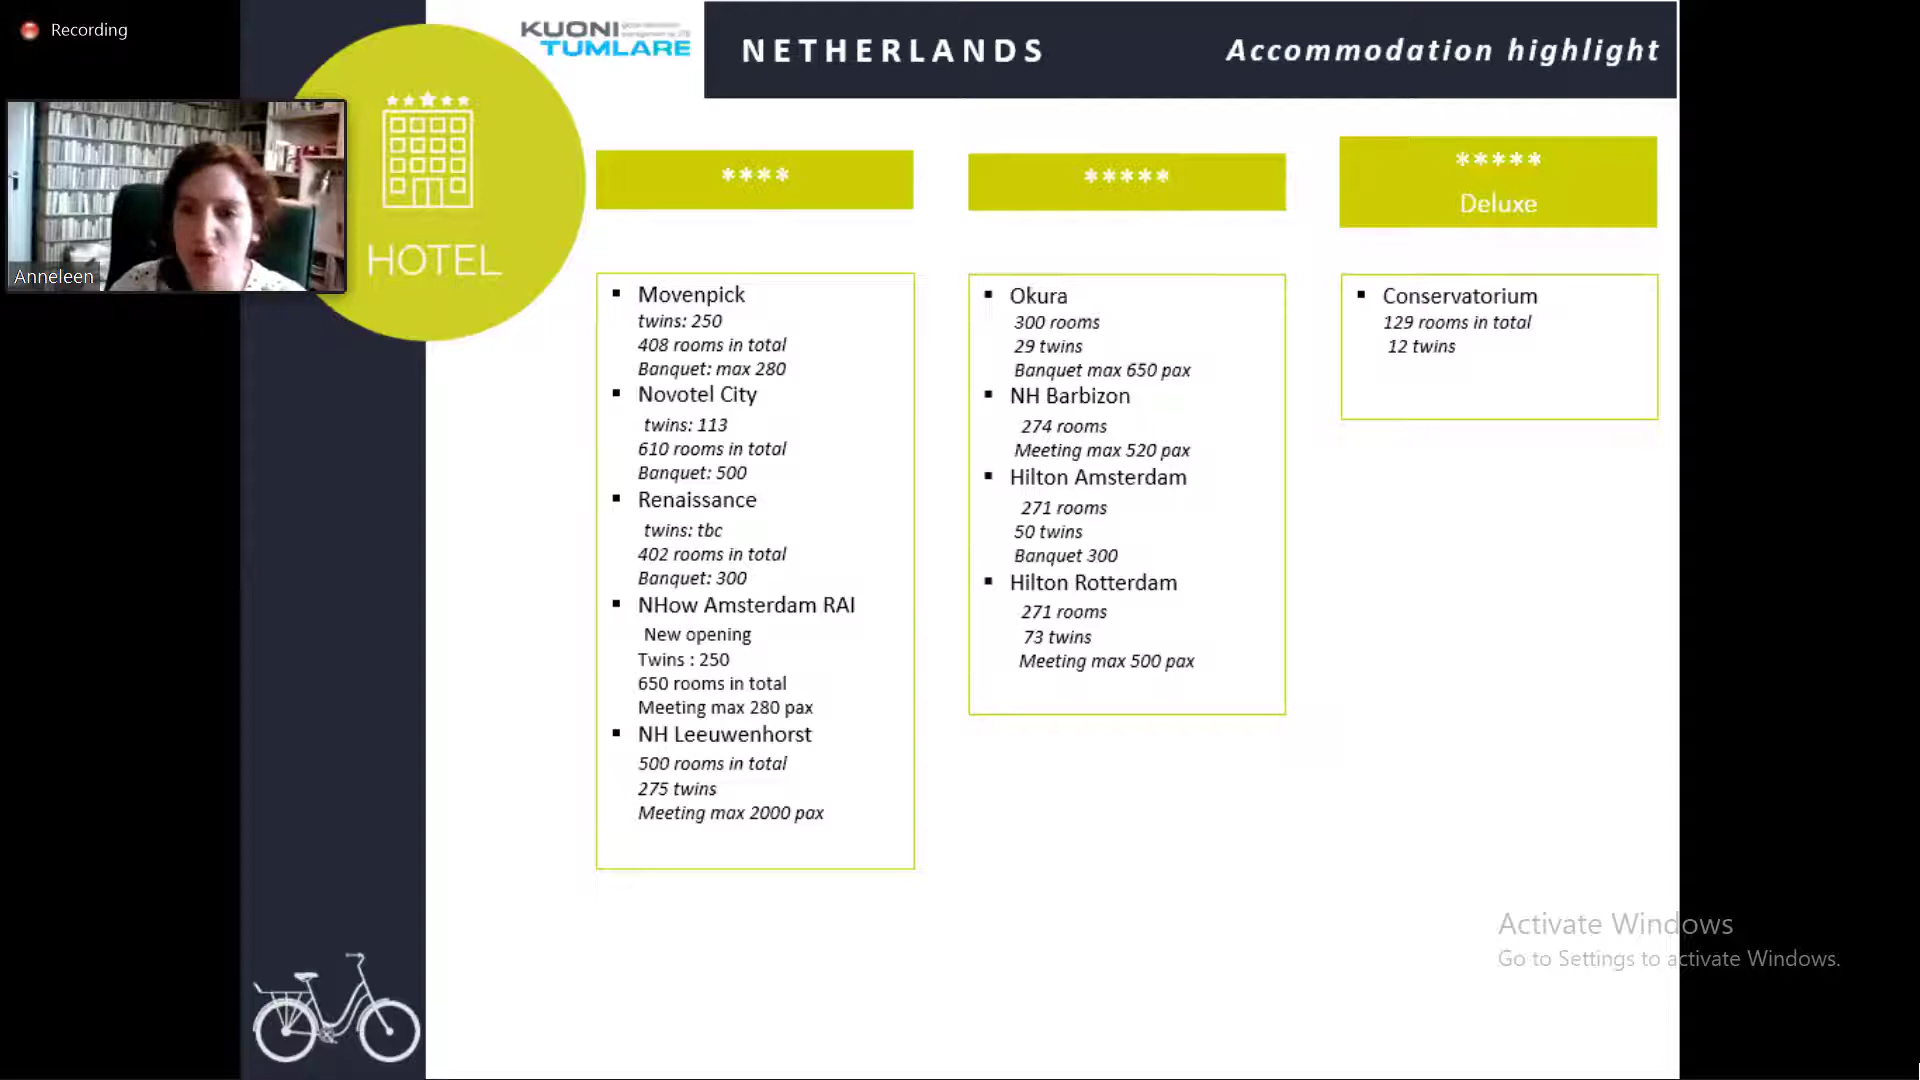 Recording
KUONI
TUMLARE
NETHERLANDS
Accommodation highlight
HOTEL
Anneleen
****
*****
*****
Deluxe
▪ Movenpick
twins: 250
408 rooms in total
Banquet: max 280
▪ Novotel City
twins: 113
610 rooms in total
Banquet: 500
▪ Renaissance
twins: tbc
402 rooms in total
Banquet: 300
▪ NHow Amsterdam RAI
New opening
Twins : 250
650 rooms in total
Meeting max 280 pax
▪ NH Leeuwenhorst
500 rooms in total
275 twins
Meeting max 2000 pax
▪ Okura
300 rooms
29 twins
Banquet max 650 pax
▪ NH Barbizon
274 rooms
Meeting max 520 pax
▪ Hilton Amsterdam
271 rooms
50 twins
Banquet 300
▪ Hilton Rotterdam
271 rooms
73 twins
Meeting max 500 pax
▪ Conservatorium
129 rooms in total
12 twins
Activate Windows
Go to Settings to activate Windows.